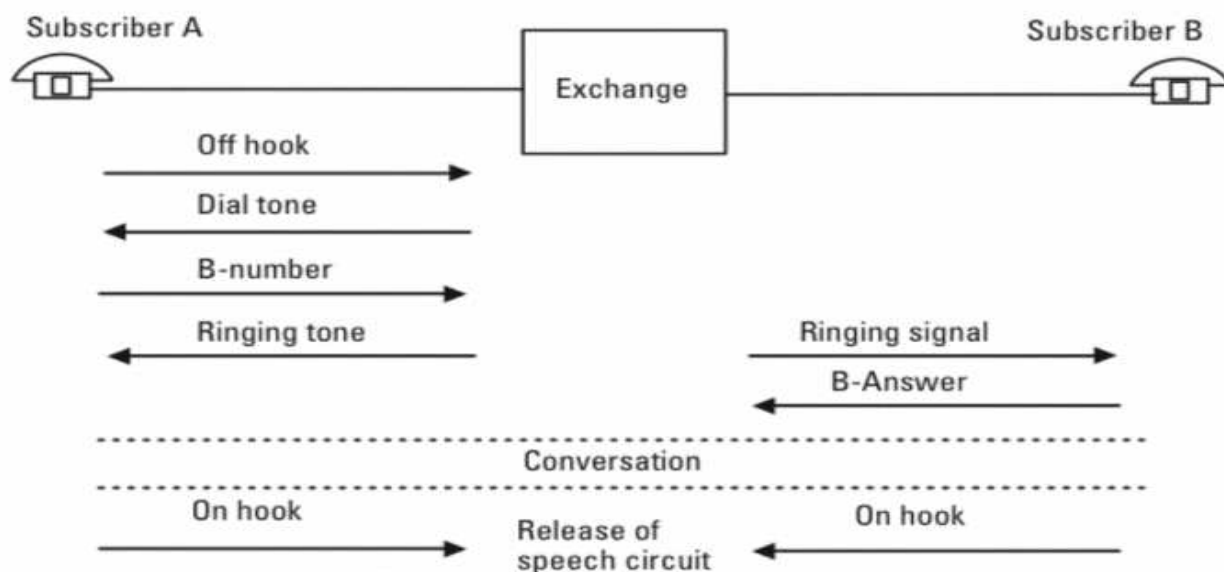 Subscriber A
Subscriber B
Exchange
Off hook
Dial tone
B-number
Ringing tone
Ringing signal
B-Answer
Conversation
On hook
Release of
speech circuit
On hook